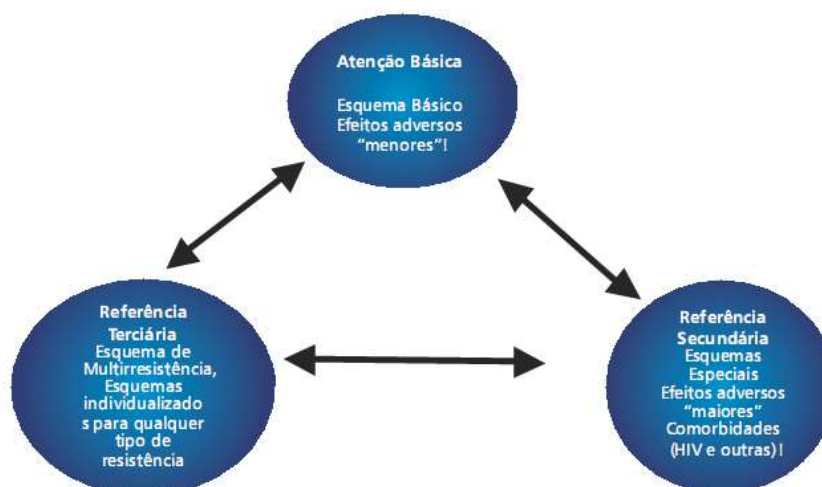 Atenção Básica
Esquema Básico
Efeitos adversos
“menores”!
Referência
Terciária
Esquema de
Multirresistência,
Esquemas
individualizado
s para qualquer
tipo de
resistência
Referência
Secundária
Esquemas
Especiais
Efeitos adversos
“maiores”
Comorbidades
(HIV e outras)!